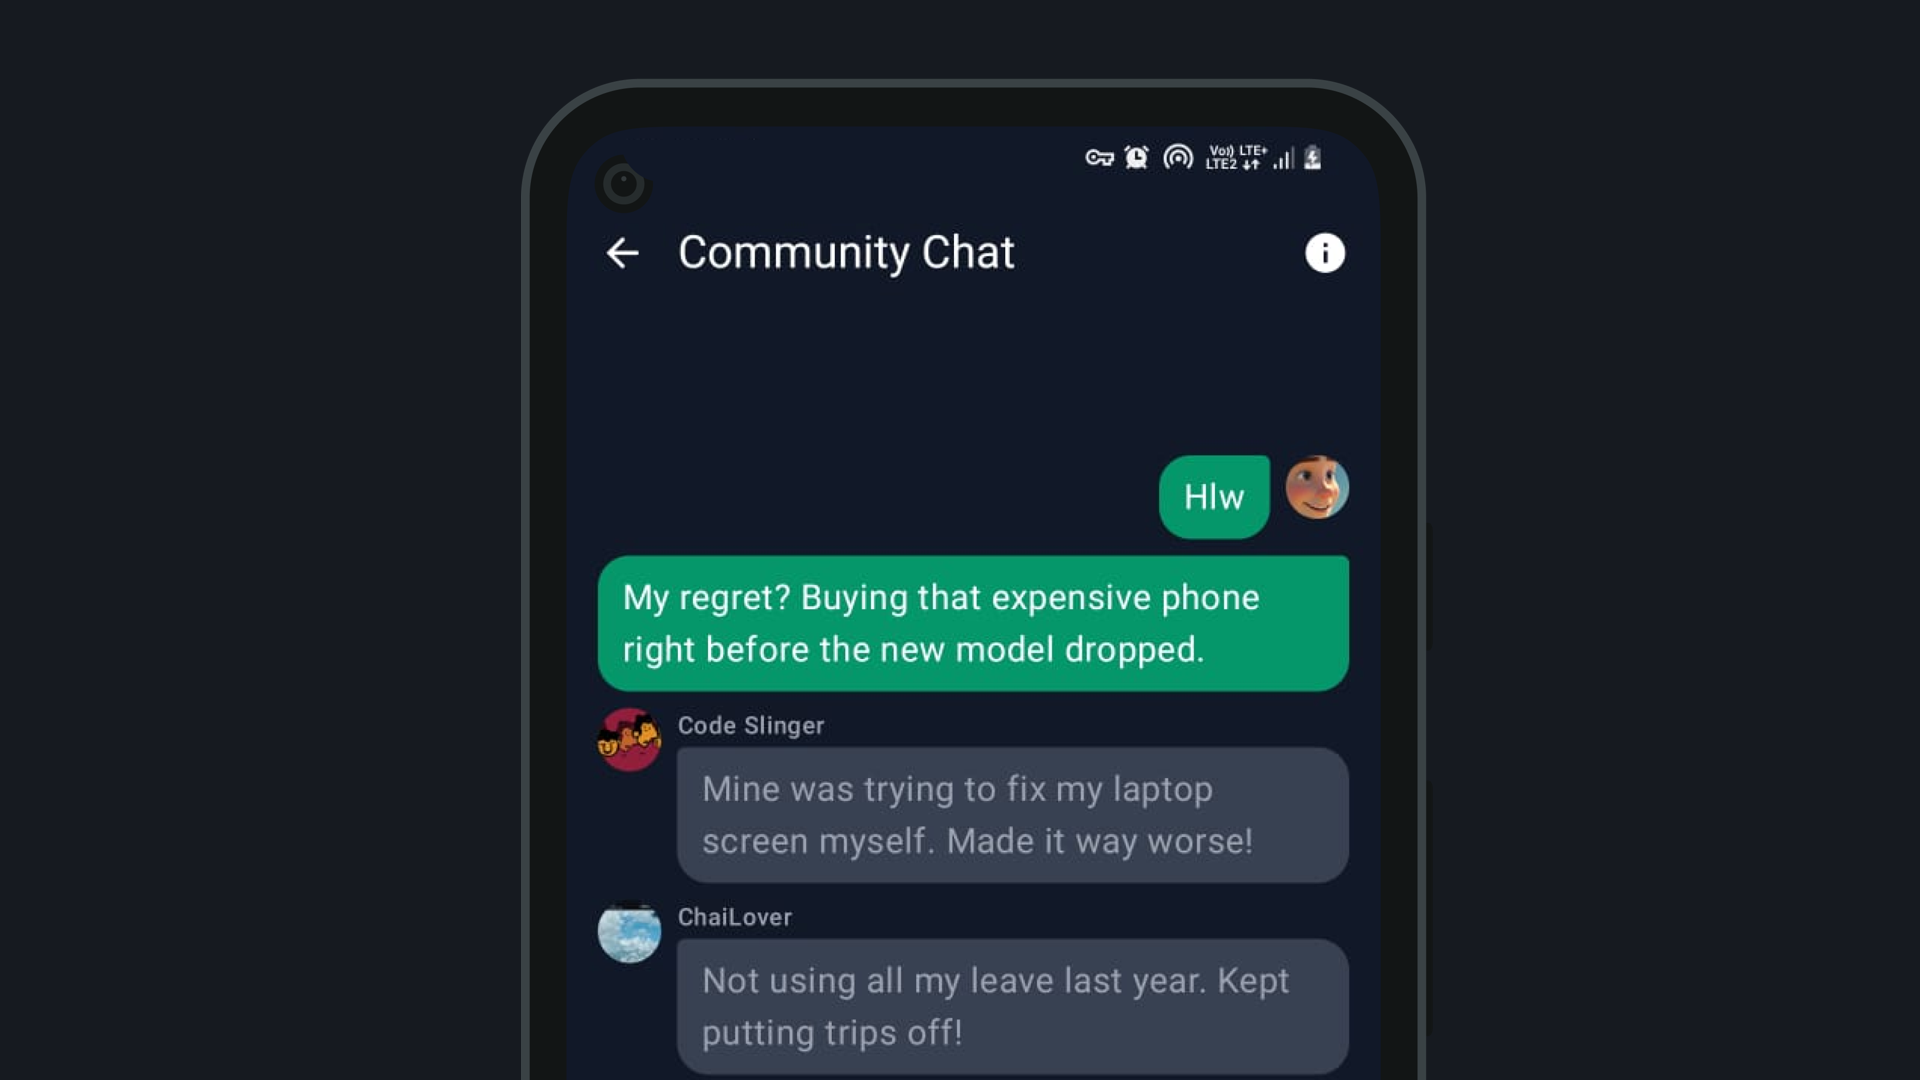 Vo)) LTE+
LTE2
Community Chat
Hlw
My regret? Buying that expensive phone
right before the new model dropped.
Code Slinger
Mine was trying to fix my laptop
screen myself. Made it way worse!
ChaiLover
Not using all my leave last year. Kept
putting trips off!